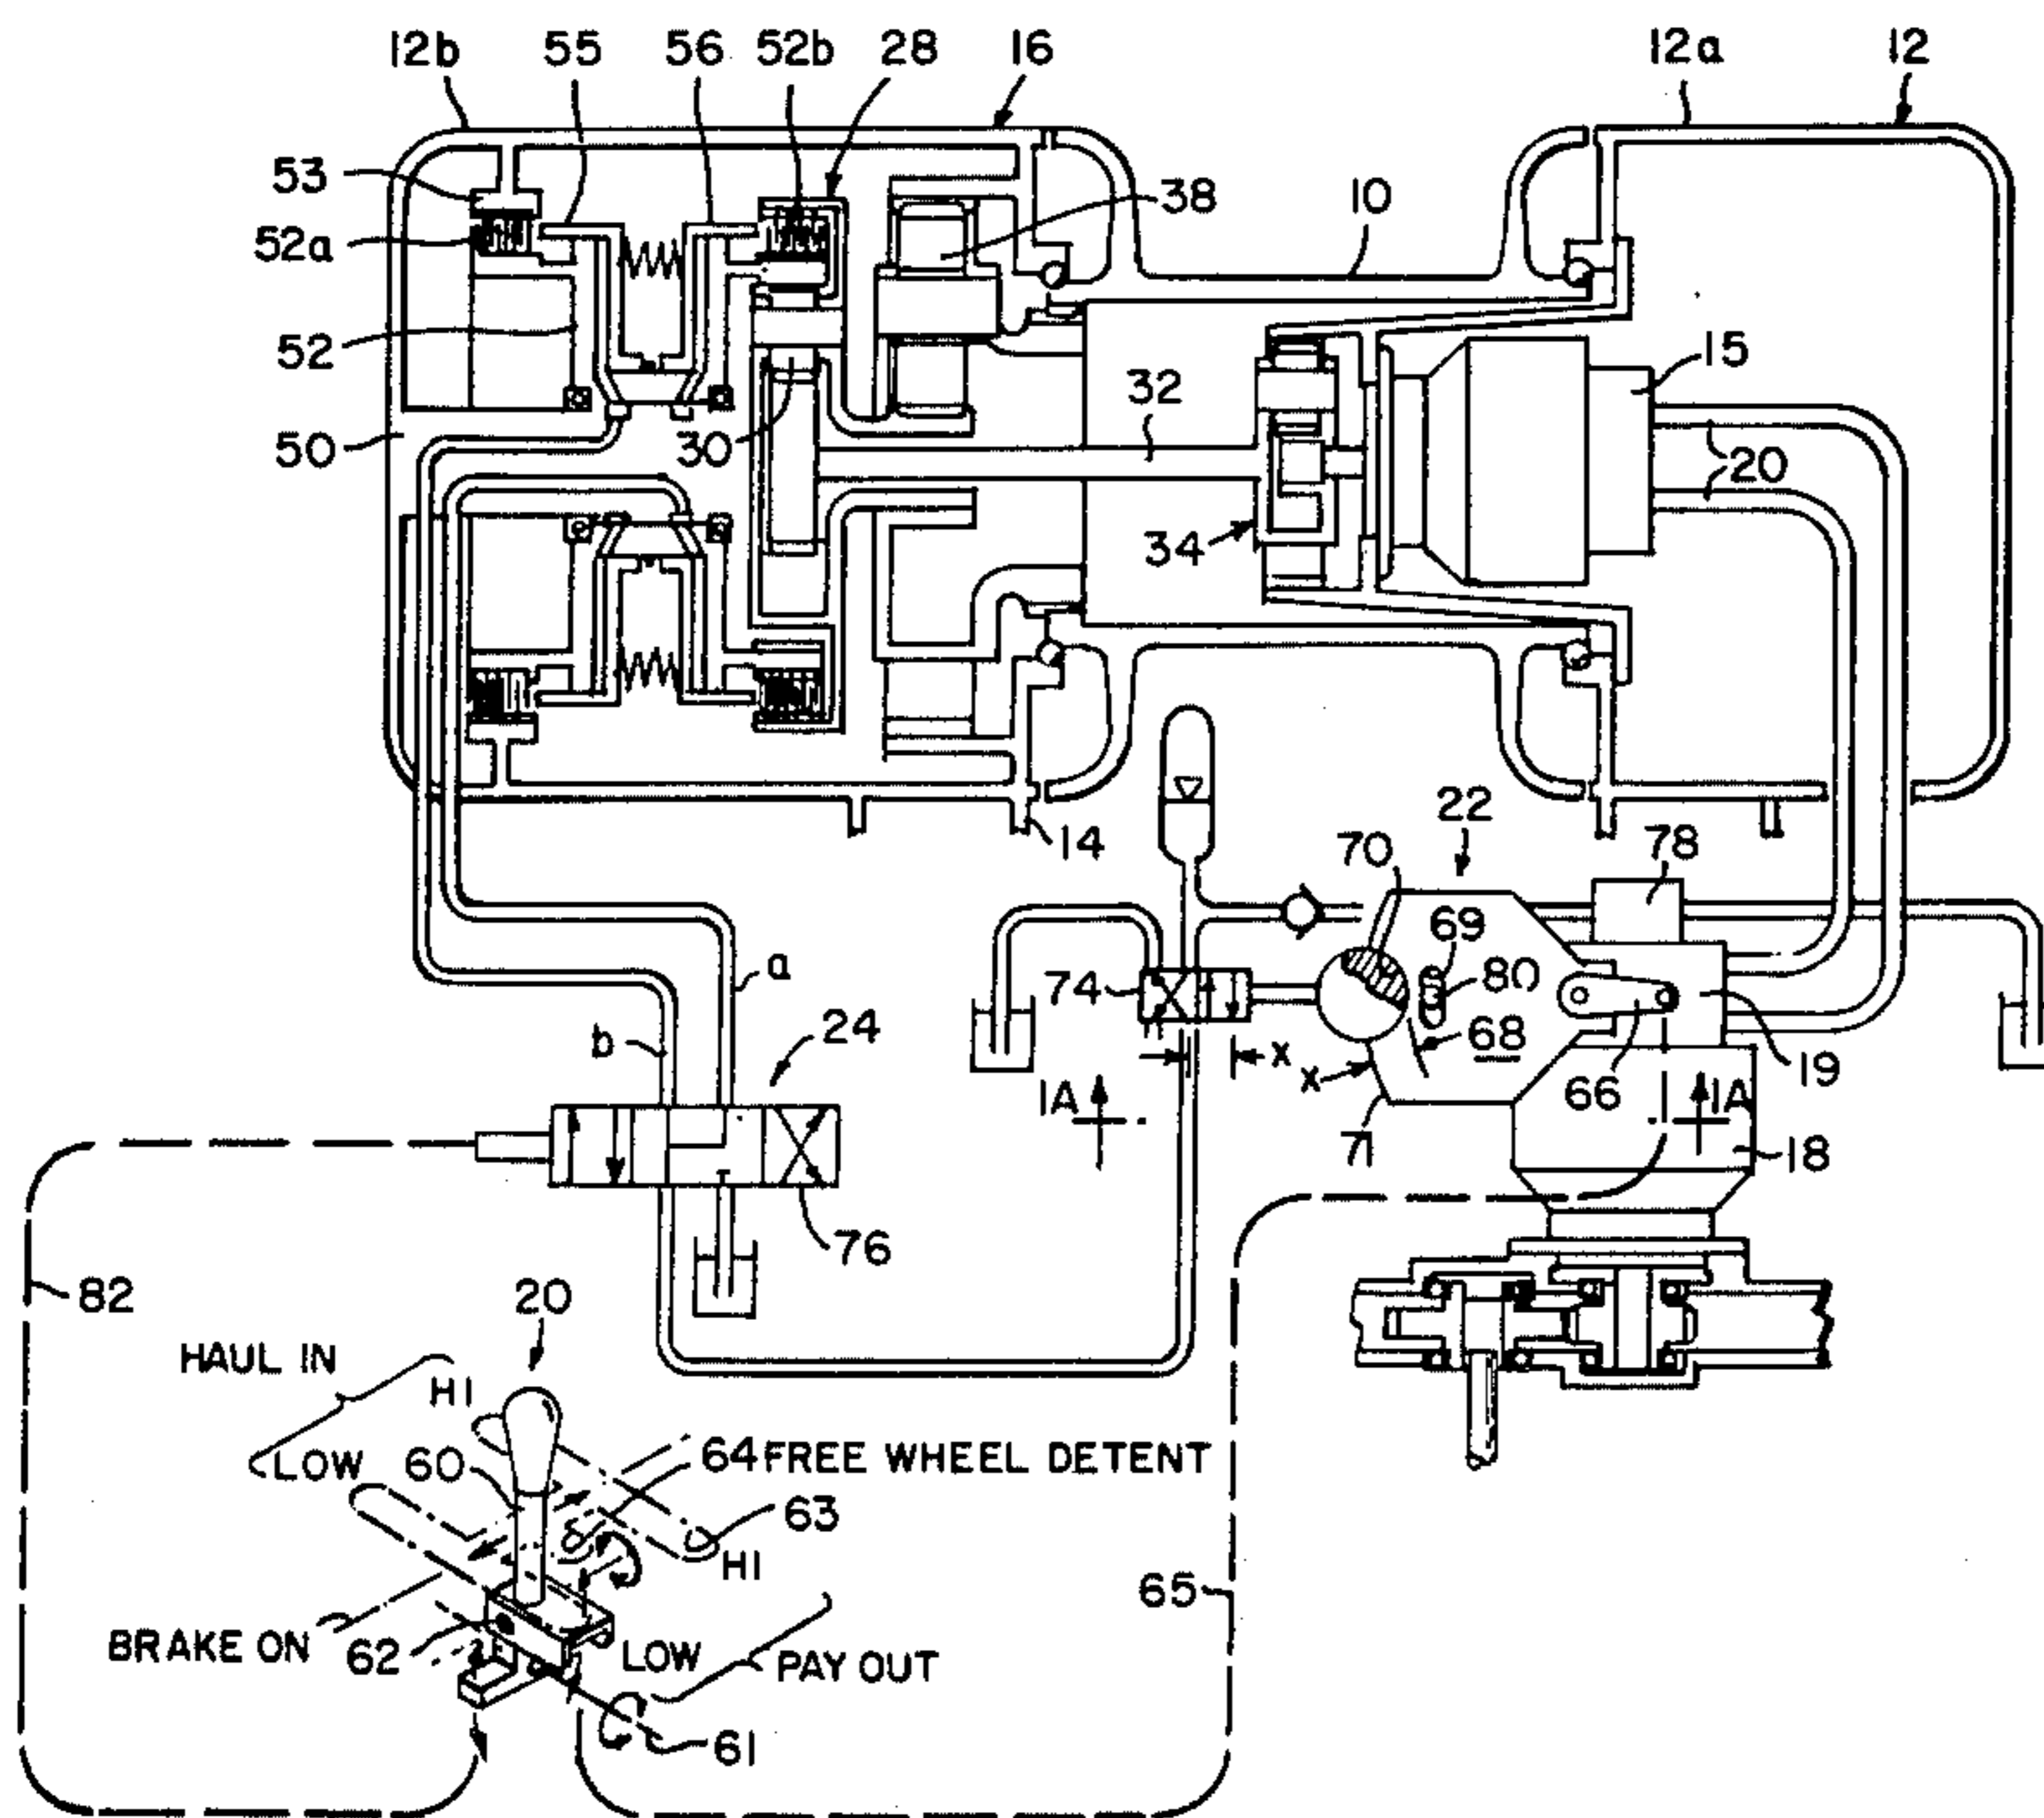 12b 55 56 52b 28 16 12a 12
53 38 10
52a
52 15
32
50 30 20
34
14 22 78
70
69
a 74 80
b 24 68 19
X X
1A 66 1A
71 18
76
82 20
HAUL IN
HI
LOW 60 64 FREE WHEEL DETENT
63
HI
65
BRAKE ON 62 LOW PAY OUT
61